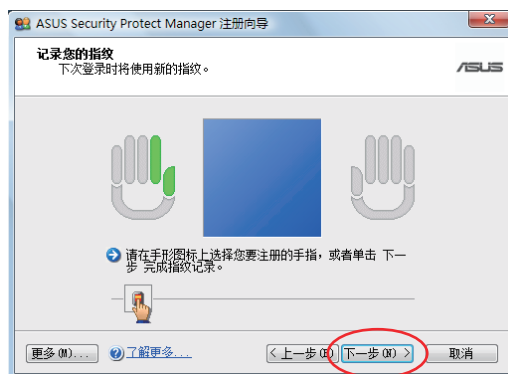 ASUS Security Protect Manager 注册向导
记录您的指纹
下次登录时将使用新的指纹。
ASUS
请在手形图标上选择您要注册的手指，或者单击 下一
步 完成指纹记录。
更多(M)... 了解更多... < 上一步(B) 下一步(N) > 取消